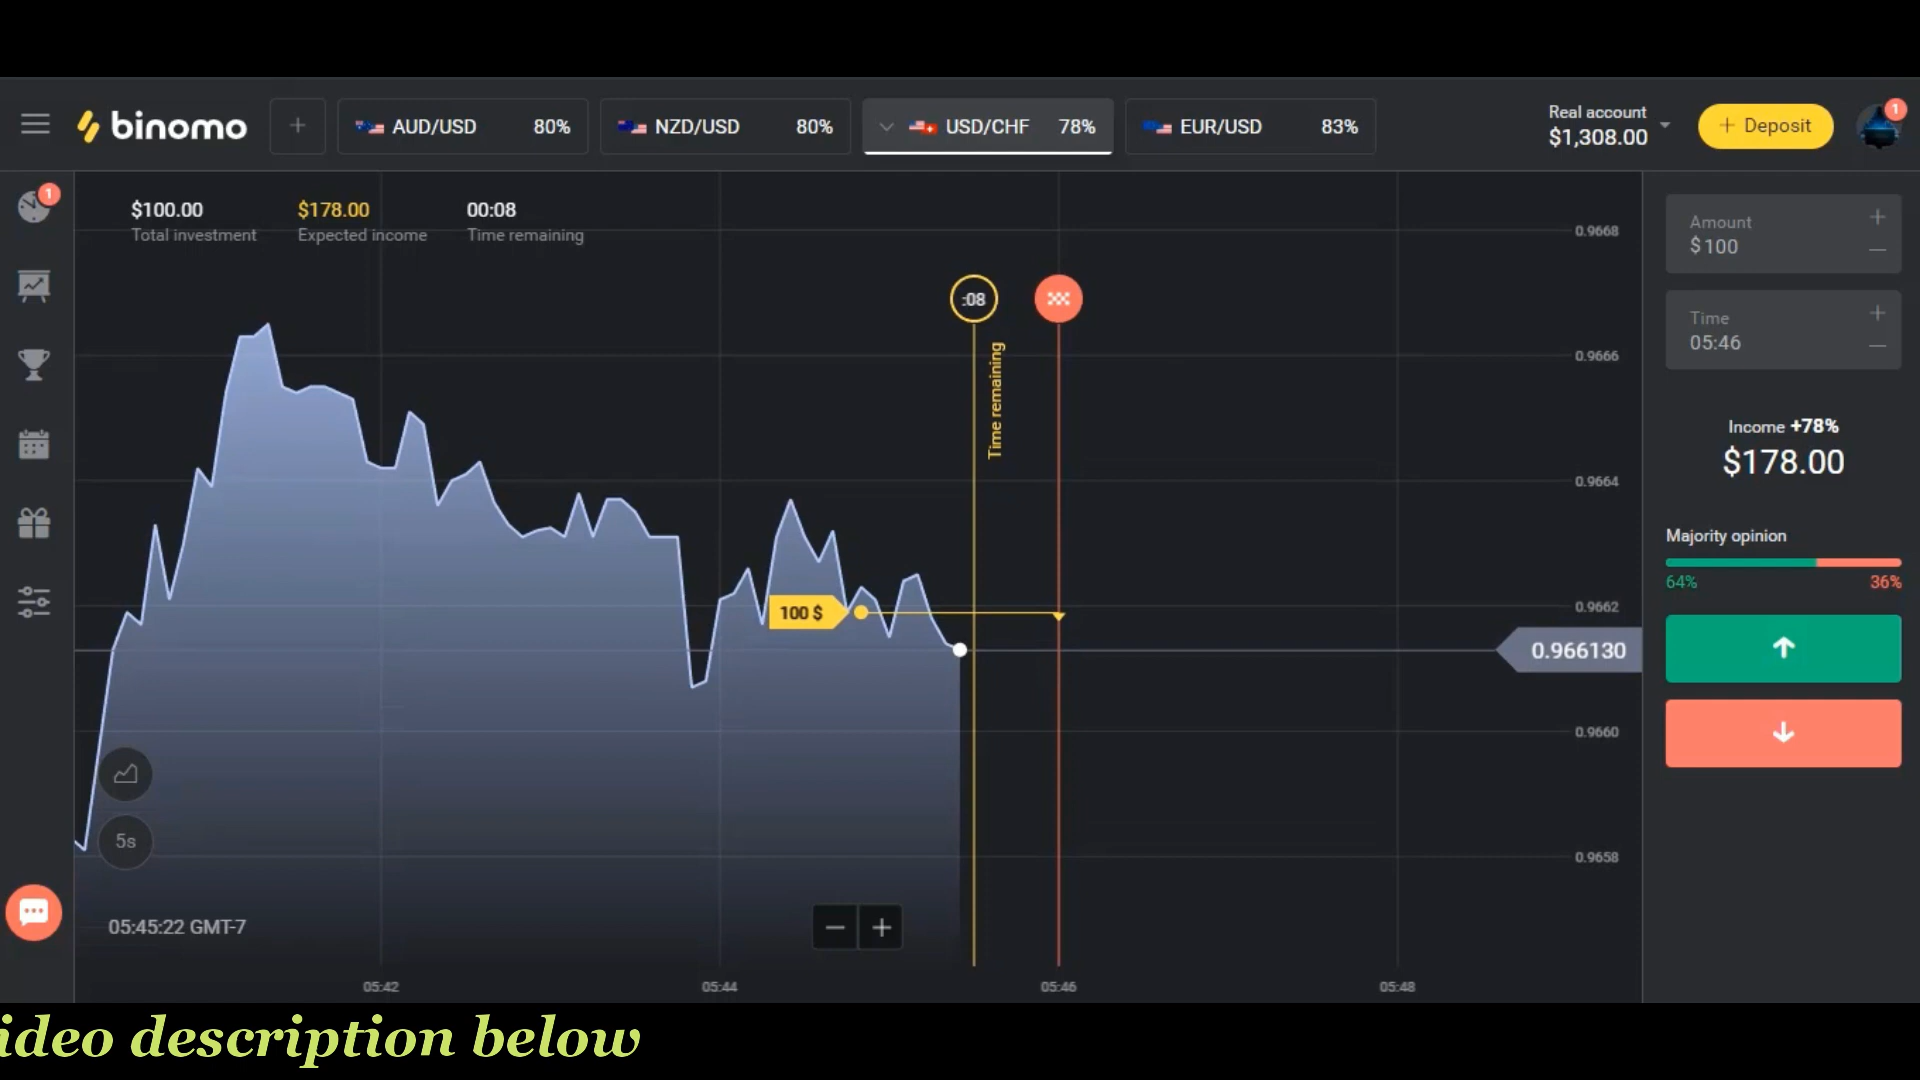 binomo
+
AUD/USD 80%
NZD/USD 80%
USD/CHF 78%
EUR/USD 83%
Real account
$1,308.00
+ Deposit
1
1
$100.00
Total investment
$178.00
Expected income
00:08
Time remaining
:08
Time remaining
100 $
0.9668
0.9666
0.9664
0.9662
0.966130
0.9660
0.9658
Amount
$100
+
−
Time
05:46
+
−
Income +78%
$178.00
Majority opinion
64% 36%
5s
05:45:22 GMT-7
− +
05:42 05:44 05:46 05:48
ideo description below